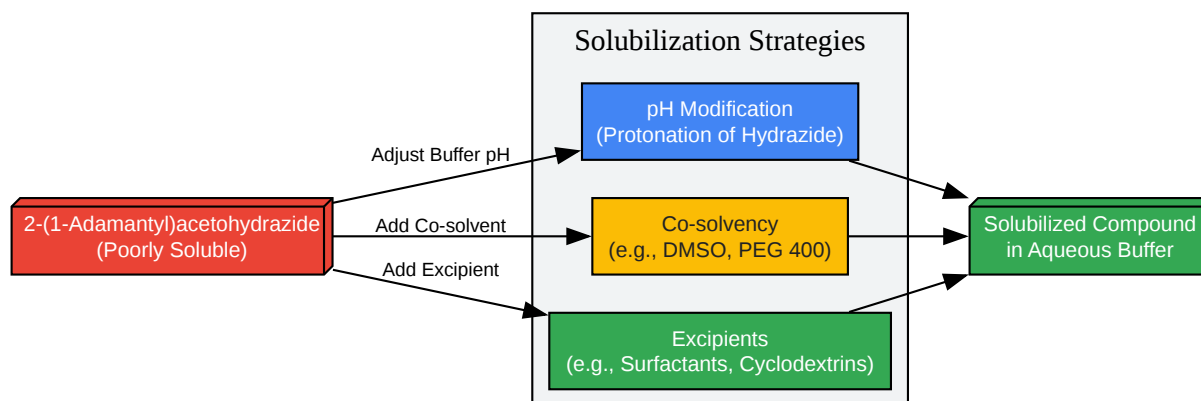 Solubilization Strategies
pH Modification
(Protonation of Hydrazide)
Adjust Buffer pH
2-(1-Adamantyl)acetohydrazide
(Poorly Soluble)
Add Co-solvent
Co-solvency
(e.g., DMSO, PEG 400)
Solubilized Compound
in Aqueous Buffer
Add Excipient
Excipients
(e.g., Surfactants, Cyclodextrins)